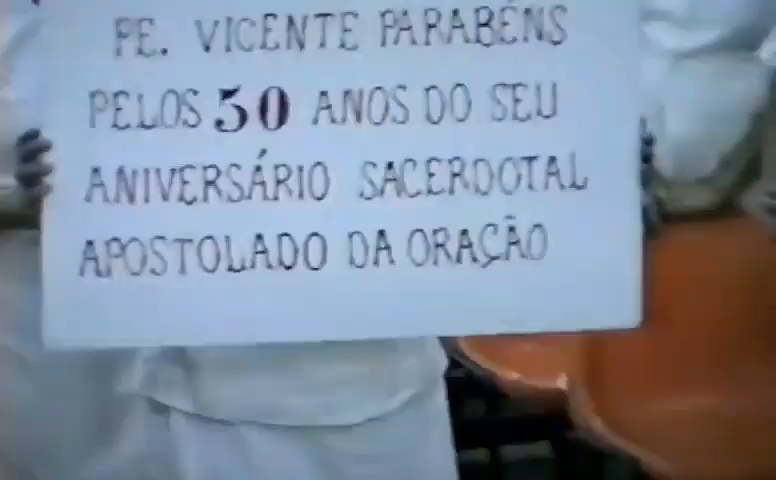 PE. VICENTE PARABÉNS
PELOS 50 ANOS DO SEU
ANIVERSÁRIO SACERDOTAL
APOSTOLADO DA ORAÇÃO